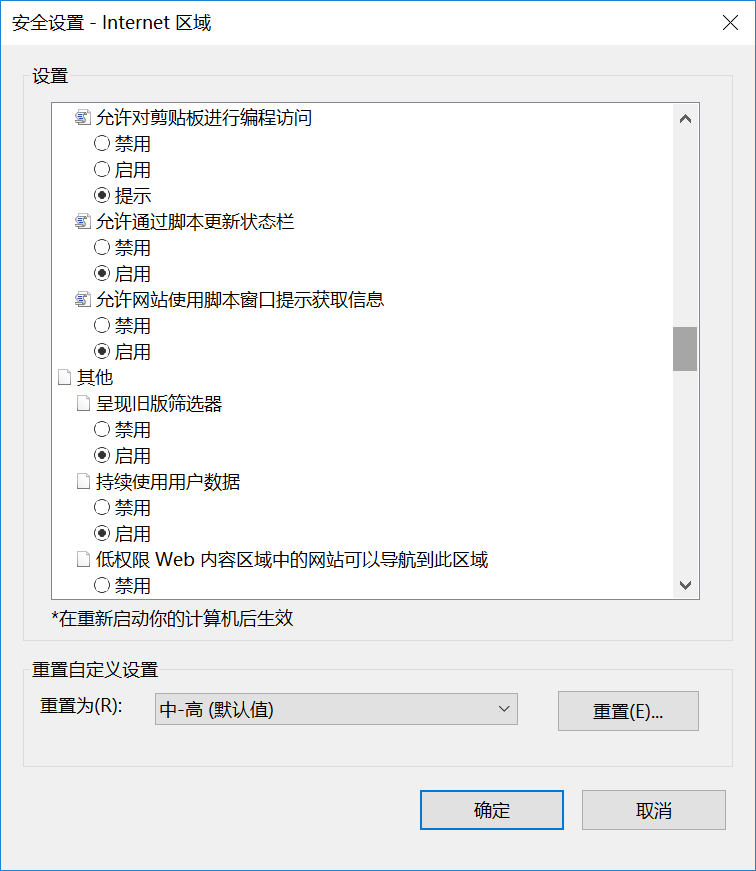 安全设置 - Internet 区域
设置
允许对剪贴板进行编程访问
禁用
启用
提示
允许通过脚本更新状态栏
禁用
启用
允许网站使用脚本窗口提示获取信息
禁用
启用
其他
呈现旧版筛选器
禁用
启用
持续使用用户数据
禁用
启用
低权限 Web 内容区域中的网站可以导航到此区域
禁用
*在重新启动你的计算机后生效
重置自定义设置
重置为(R):
中-高 (默认值)
重置(E)...
确定
取消